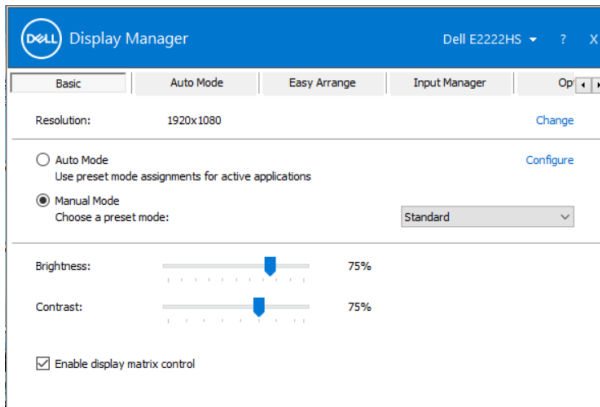 DELL Display Manager Dell E2222HS ? X
Basic Auto Mode Easy Arrange Input Manager Op
Resolution: 1920x1080 Change
Auto Mode Configure
Use preset mode assignments for active applications
Manual Mode
Choose a preset mode: Standard
Brightness: 75%
Contrast: 75%
Enable display matrix control